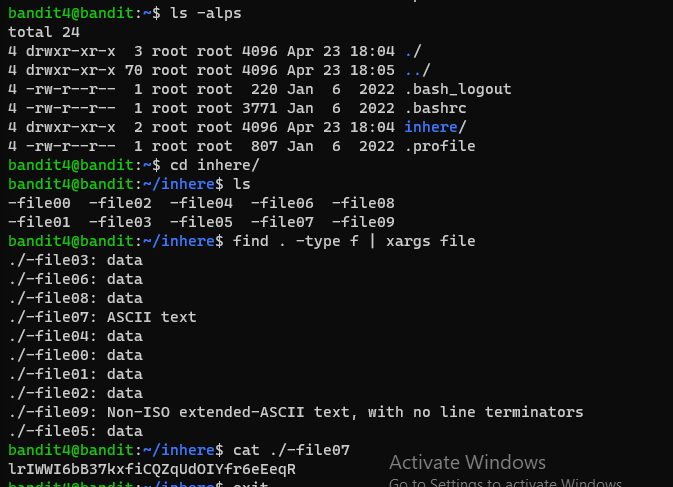 bandit4@bandit:~$ ls -alps
total 24
4 drwxr-xr-x  3 root root 4096 Apr 23 18:04 ./
4 drwxr-xr-x 70 root root 4096 Apr 23 18:05 ../
4 -rw-r--r--  1 root root  220 Jan  6  2022 .bash_logout
4 -rw-r--r--  1 root root 3771 Jan  6  2022 .bashrc
4 drwxr-xr-x  2 root root 4096 Apr 23 18:04 inhere/
4 -rw-r--r--  1 root root  807 Jan  6  2022 .profile
bandit4@bandit:~$ cd inhere/
bandit4@bandit:~/inhere$ ls
-file00  -file02  -file04  -file06  -file08
-file01  -file03  -file05  -file07  -file09
bandit4@bandit:~/inhere$ find . -type f | xargs file
./-file03: data
./-file06: data
./-file08: data
./-file07: ASCII text
./-file04: data
./-file00: data
./-file01: data
./-file02: data
./-file09: Non-ISO extended-ASCII text, with no line terminators
./-file05: data
bandit4@bandit:~/inhere$ cat ./-file07
lrIWWI6bB37kxfiCQZqUdOIYfr6eEeqR
bandit4@bandit:~/inhere$ exit
Activate Windows
Go to Settings to activate Windows.